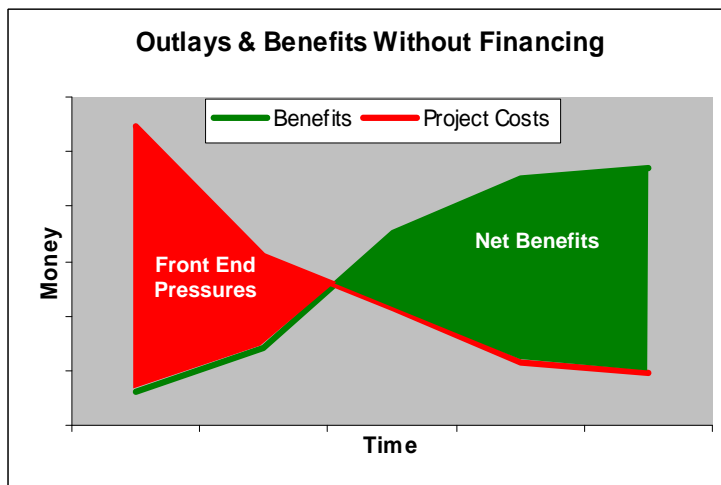 Outlays & Benefits Without Financing
Benefits Project Costs
Money
Front End
Pressures
Net Benefits
Time